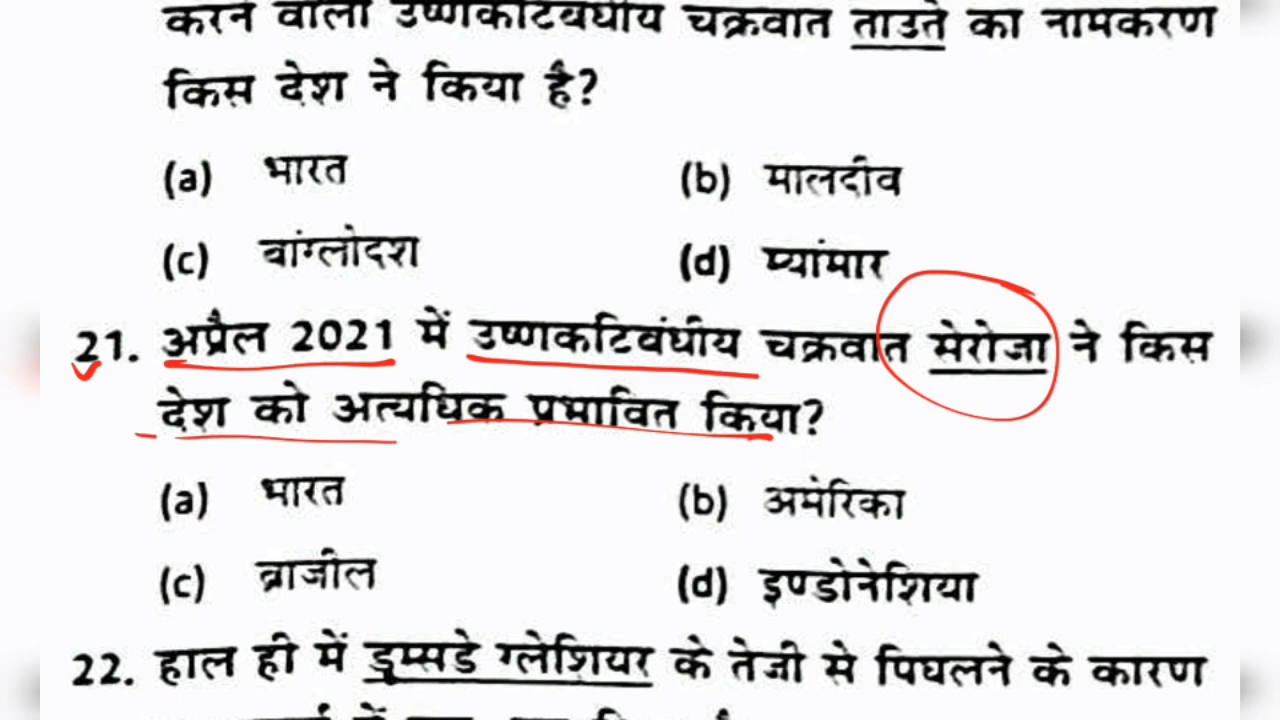 करने वाला उष्णकटिबंधीय चक्रवात ताउते का नामकरण
किस देश ने किया है?
(a) भारत (b) मालदीव
(c) बांग्लोदश (d) म्यांमार
21. अप्रैल 2021 में उष्णकटिबंधीय चक्रवात सेरोजा ने किस
देश को अत्यधिक प्रभावित किया?
(a) भारत (b) अमेरिका
(c) ब्राजील (d) इण्डोनेशिया
22. हाल ही में डूम्सडे ग्लेशियर के तेजी से पिघलने के कारण